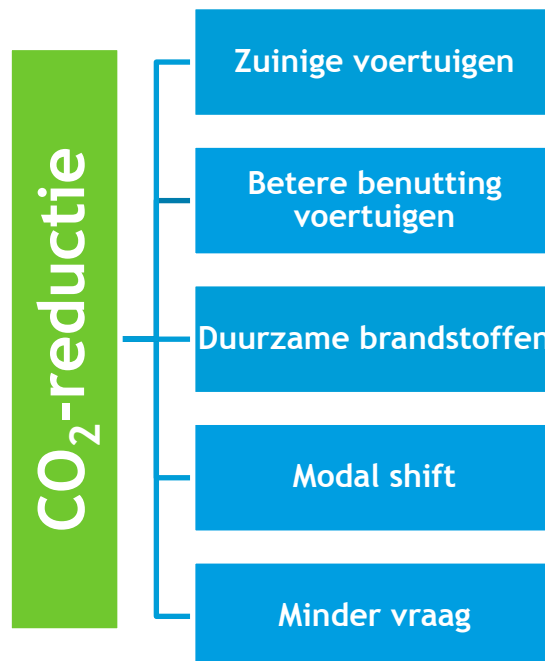 CO₂-reductie
Zuinige voertuigen
Betere benutting
voertuigen
Duurzame brandstoffen
Modal shift
Minder vraag